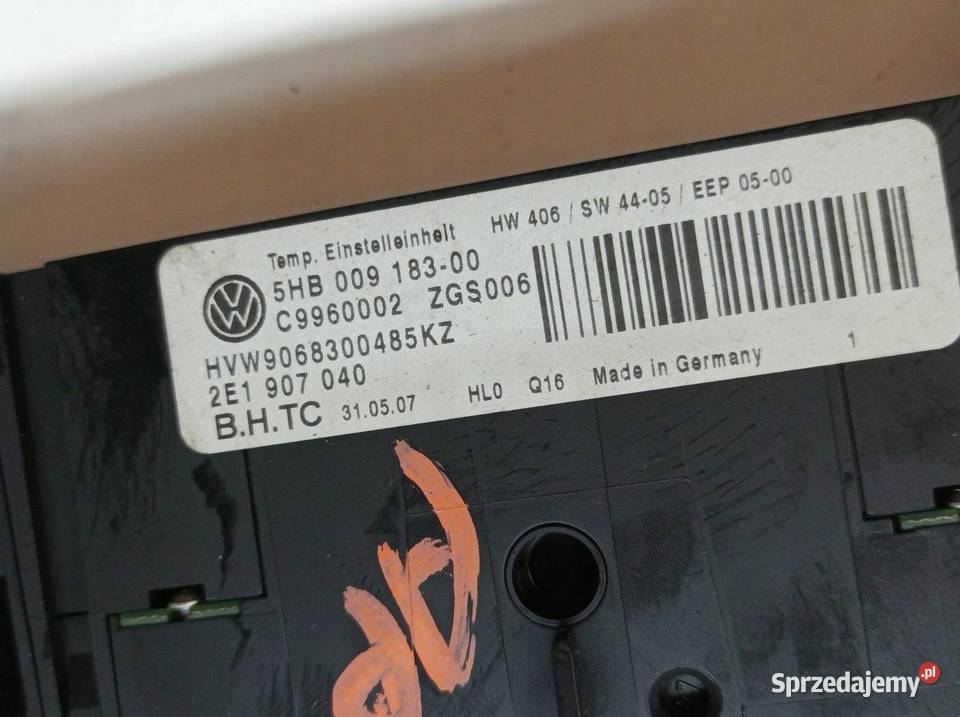 Temp. Einstelleinheit HW 406 / SW 44-05 / EEP 05-00
5HB 009 183-00
C9960002 ZGS006
HVW9068300485KZ
2E1 907 040
B.H.TC 31.05.07 HL0 Q16 Made in Germany 1
Sprzedajemy.pl